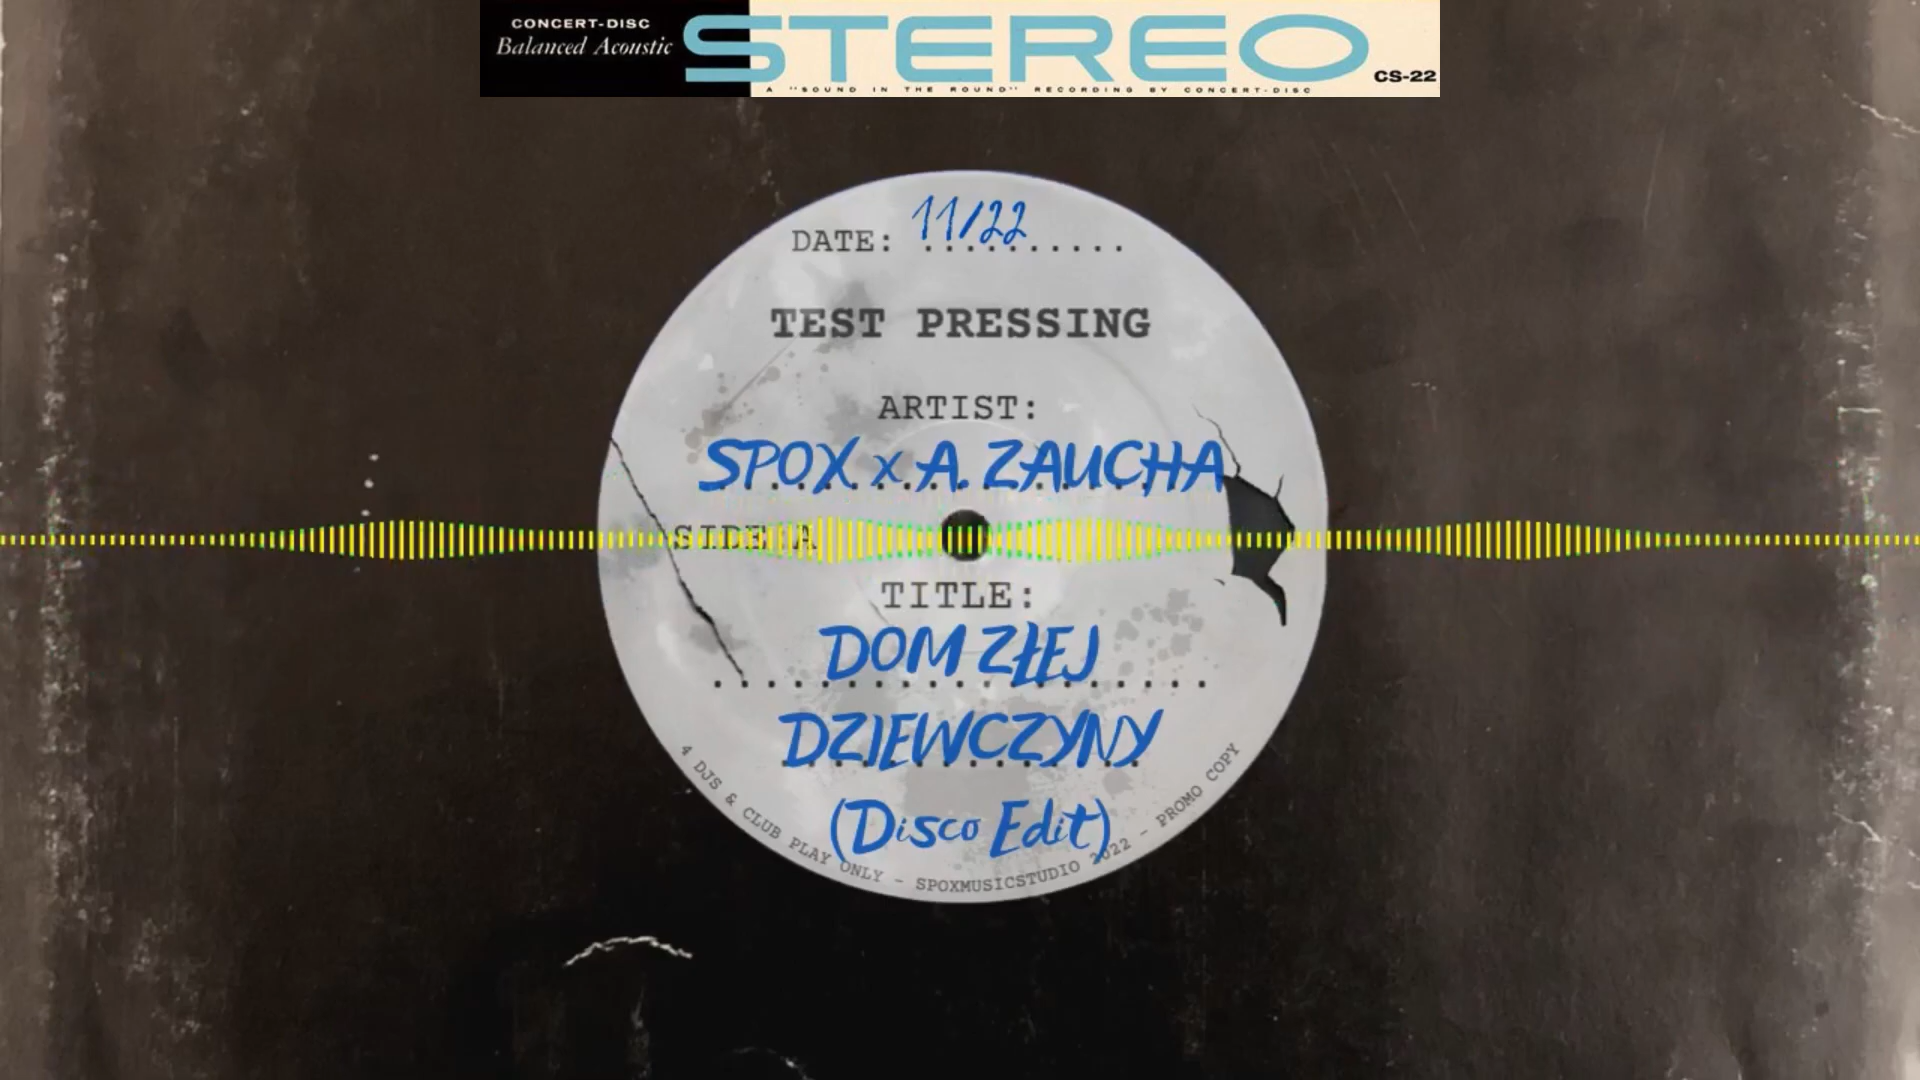 CONCERT-DISC
Balanced Acoustic
STEREO
CS-22
A "SOUND IN THE ROUND" RECORDING BY CONCERT-DISC
DATE: 11/22
TEST PRESSING
ARTIST:
SPOX x A. ZAUCHA
SIDE A
TITLE:
DOM ZŁEJ
DZIEWCZYNY
(Disco Edit)
4 DJS & CLUB PLAY ONLY - SPOXMUSICSTUDIO 2022 - PROMO COPY